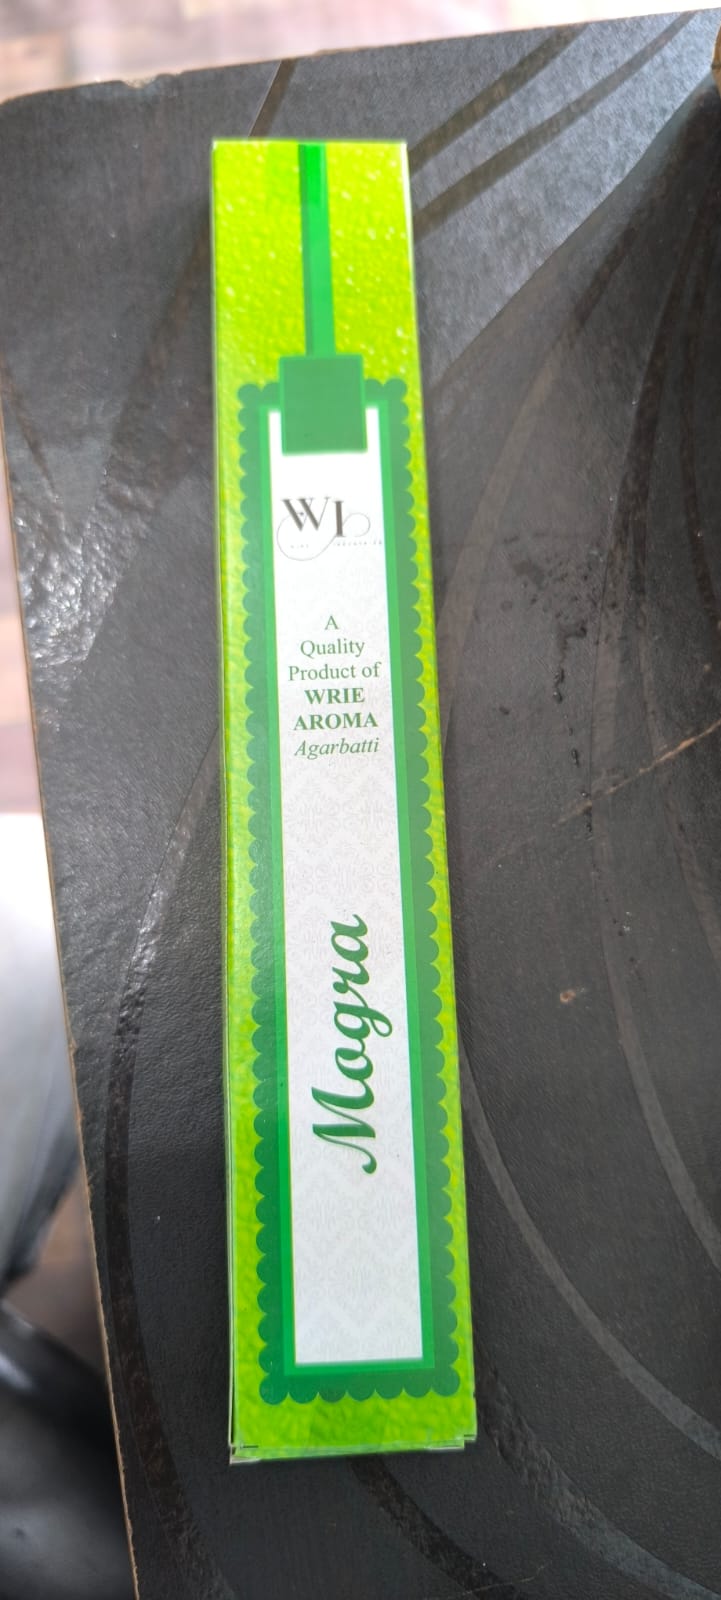 WI
A
Quality
Product of
WRIE
AROMA
Agarbatti
Mogra